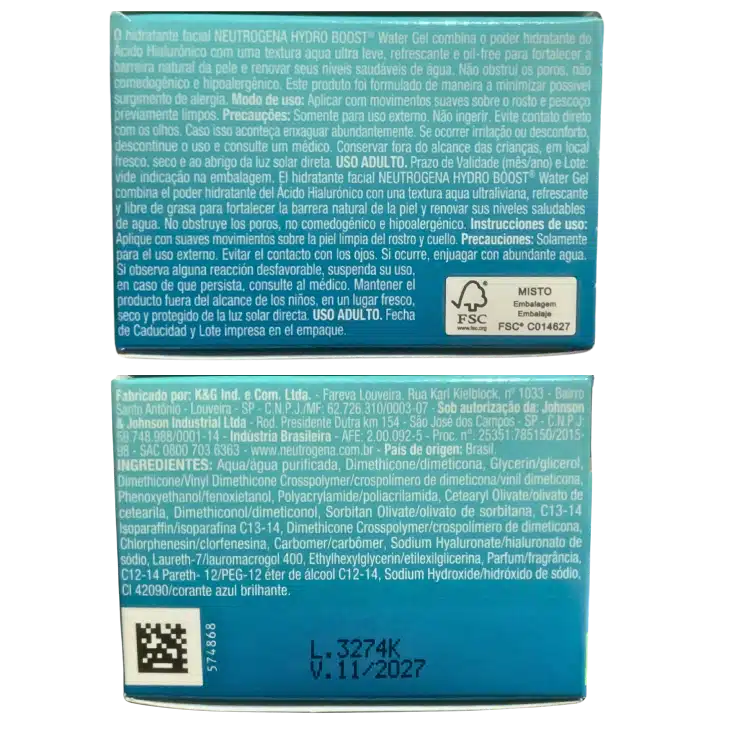 O hidratante facial NEUTROGENA HYDRO BOOST® Water Gel combina o poder hidratante do
Ácido Hialurônico com uma textura aqua ultra leve, refrescante e oil-free para fortalecer a
barreira natural da pele e renovar seus níveis saudáveis de água. Não obstrui os poros, não
comedogênico e hipoalergênico. Este produto foi formulado de maneira a minimizar possível
surgimento de alergia. Modo de uso: Aplicar com movimentos suaves sobre o rosto e pescoço
previamente limpos. Precauções: Somente para uso externo. Não ingerir. Evite contato direto
com os olhos. Caso isso aconteça enxaguar abundantemente. Se ocorrer irritação ou desconforto,
descontinue o uso e consulte um médico. Conservar fora do alcance das crianças, em local
fresco, seco e ao abrigo da luz solar direta. USO ADULTO. Prazo de Validade (mês/ano) e Lote:
vide indicação na embalagem. El hidratante facial NEUTROGENA HYDRO BOOST® Water Gel
combina el poder hidratante del Ácido Hialurónico con una textura aqua ultraliviana, refrescante
y libre de grasa para fortalecer la barrera natural de la piel y renovar sus niveles saludables
de agua. No obstruye los poros, no comedogénico e hipoalergénico. Instrucciones de uso:
Aplique con suaves movimientos sobre la piel limpia del rostro y cuello. Precauciones: Solamente
para el uso externo. Evitar el contacto con los ojos. Si ocurre, enjuagar con abundante agua.
Si observa alguna reacción desfavorable, suspenda su uso,
en caso de que persista, consulte al médico. Mantener el
producto fuera del alcance de los niños, en un lugar fresco,
seco y protegido de la luz solar directa. USO ADULTO. Fecha
de Caducidad y Lote impresa en el empaque.
FSC
www.fsc.org
MISTO
Embalagem
Embalaje
FSC® C014627
Fabricado por: K&G Ind. e Com. Ltda. - Fareva Louveira. Rua Karl Kielblock, nº 1033 - Bairro
Santo Antônio - Louveira - SP - C.N.P.J./MF: 62.726.310/0003-07 - Sob autorização da: Johnson
& Johnson Industrial Ltda - Rod. Presidente Dutra km 154 - São José dos Campos - SP - C.N.P.J:
59.748.988/0001-14 - Indústria Brasileira - AFE: 2.00.092-5 - Proc. n°: 25351.785150/2015-
98 - SAC 0800 703 6363 - www.neutrogena.com.br - País de origen: Brasil.
INGREDIENTES: Aqua/água purificada, Dimethicone/dimeticona, Glycerin/glicerol,
Dimethicone/Vinyl Dimethicone Crosspolymer/crospolímero de dimeticona/vinil dimeticona,
Phenoxyethanol/fenoxietanol, Polyacrylamide/poliacrilamida, Cetearyl Olivate/olivato de
cetearila, Dimethiconol/dimeticonol, Sorbitan Olivate/olivato de sorbitana, C13-14
Isoparaffin/isoparafina C13-14, Dimethicone Crosspolymer/crospolímero de dimeticona,
Chlorphenesin/clorfenesina, Carbomer/carbômer, Sodium Hyaluronate/hialuronato de
sódio, Laureth-7/lauromacrogol 400, Ethylhexylglycerin/etilexilglicerina, Parfum/fragrância,
C12-14 Pareth- 12/PEG-12 éter de álcool C12-14, Sodium Hydroxide/hidróxido de sódio,
CI 42090/corante azul brilhante.
574868
L.3274K
V.11/2027